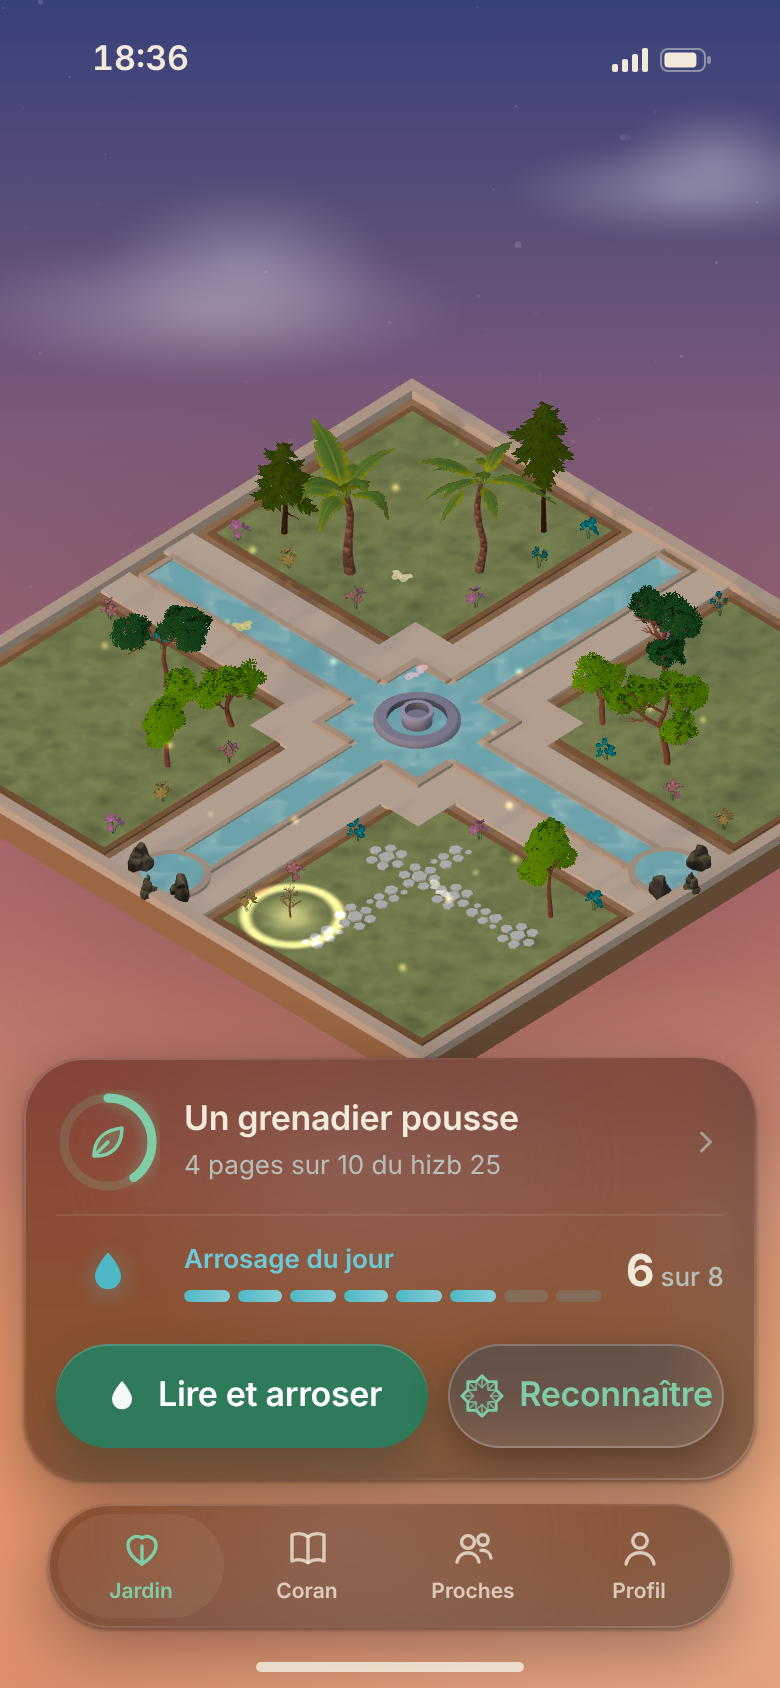 18:36
Un grenadier pousse
4 pages sur 10 du hizb 25
Arrosage du jour
6 sur 8
Lire et arroser
Reconnaître
Jardin
Coran
Proches
Profil